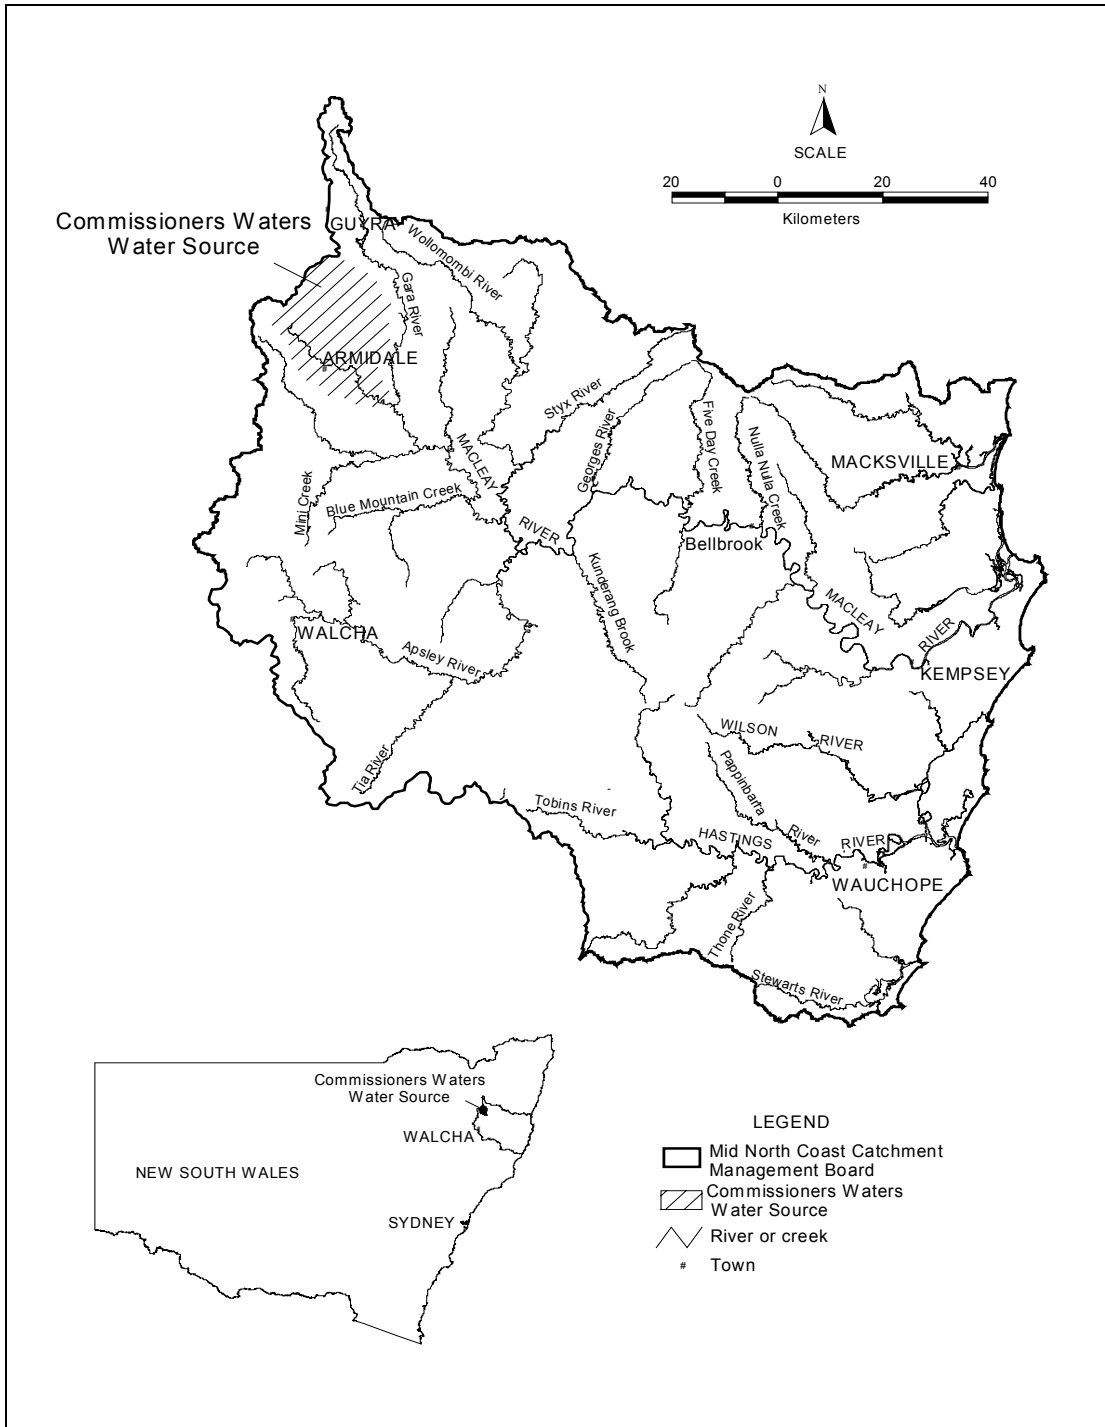 N
SCALE
20 0 20 40
Kilometers
Commissioners Waters
Water Source
GUYRA
Wollomombi River
Gara River
ARMIDALE
#
Styx River
Georges River
Five Day Creek
Nulla Nulla Creek
MACKSVILLE
MACLEAY
Mini Creek
Blue Mountain Creek
RIVER
Bellbrook
Kunderang Brook
MACLEAY
RIVER
#
WALCHA
Apsley River
KEMPSEY
WILSON
RIVER
Tia River
Pappinbarra
River
Tobins River
HASTINGS
RIVER
#
WAUCHOPE
Thone River
Stewarts River
Commissioners Waters
Water Source
WALCHA
NEW SOUTH WALES
SYDNEY
LEGEND
Mid North Coast Catchment
Management Board
Commissioners Waters
Water Source
River or creek
# Town